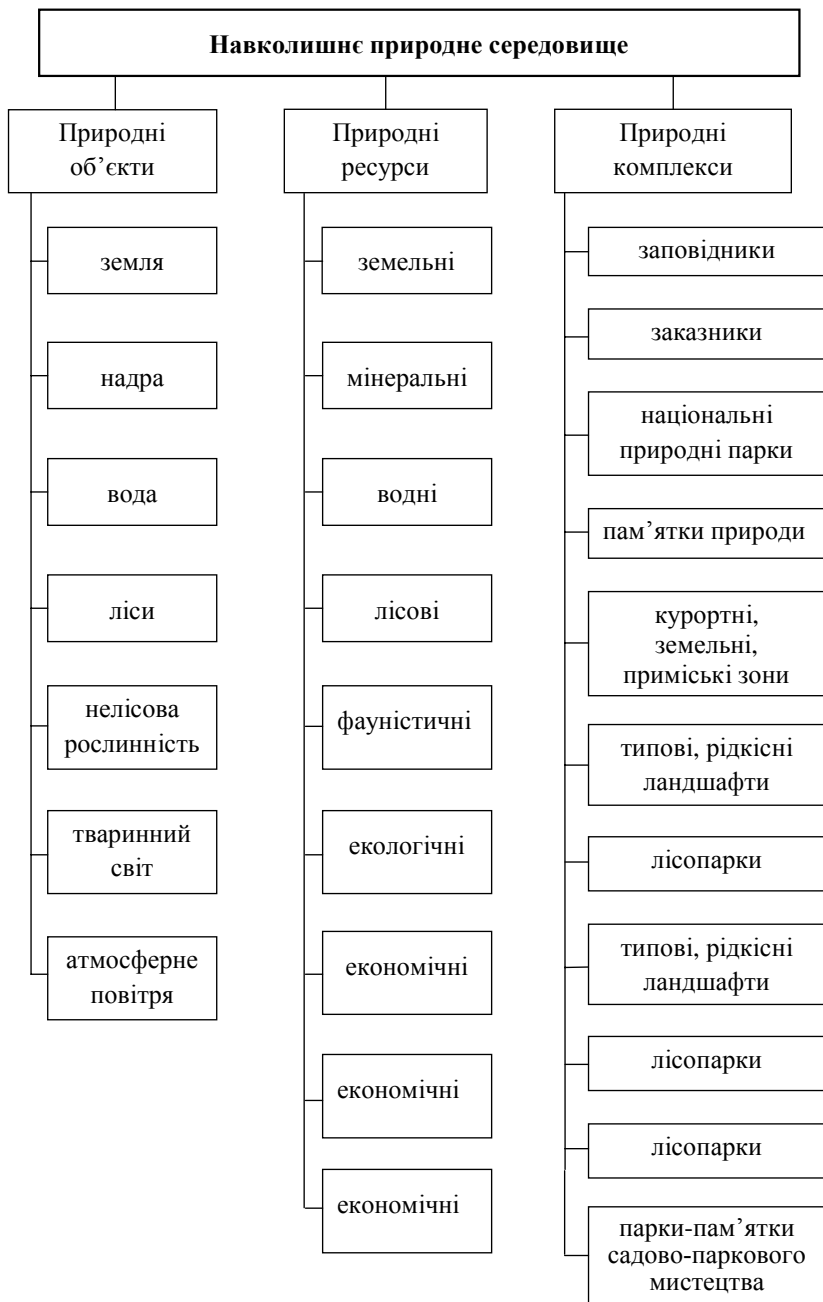 Навколишнє природне середовище
Природні
об’єкти
земля
надра
вода
ліси
нелісова
рослинність
тваринний
світ
атмосферне
повітря
Природні
ресурси
земельні
мінеральні
водні
лісові
фауністичні
екологічні
економічні
економічні
економічні
Природні
комплекси
заповідники
заказники
національні
природні парки
пам’ятки природи
курортні,
земельні,
приміські зони
типові, рідкісні
ландшафти
лісопарки
типові, рідкісні
ландшафти
лісопарки
лісопарки
парки-пам’ятки
садово-паркового
мистецтва